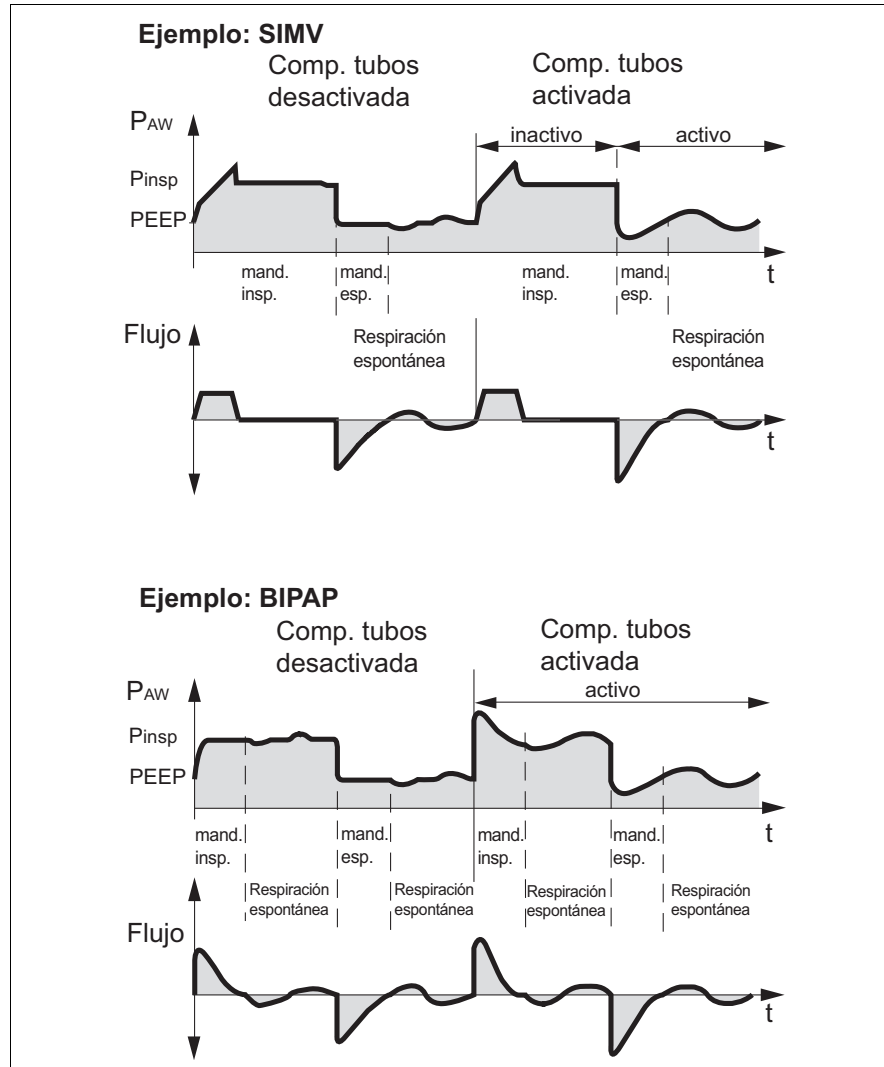 Ejemplo: SIMV
Comp. tubos
desactivada
Comp. tubos
activada
PAW
inactivo
activo
Pinsp
PEEP
t
mand.
insp.
mand.
esp.
mand.
insp.
mand.
esp.
Flujo
Respiración
espontánea
Respiración
espontánea
t
Ejemplo: BIPAP
Comp. tubos
desactivada
Comp. tubos
activada
PAW
activo
Pinsp
PEEP
t
mand.
insp.
mand.
esp.
mand.
insp.
mand.
esp.
Respiración
espontánea
Respiración
espontánea
Respiración
espontánea
Respiración
espontánea
Flujo
t